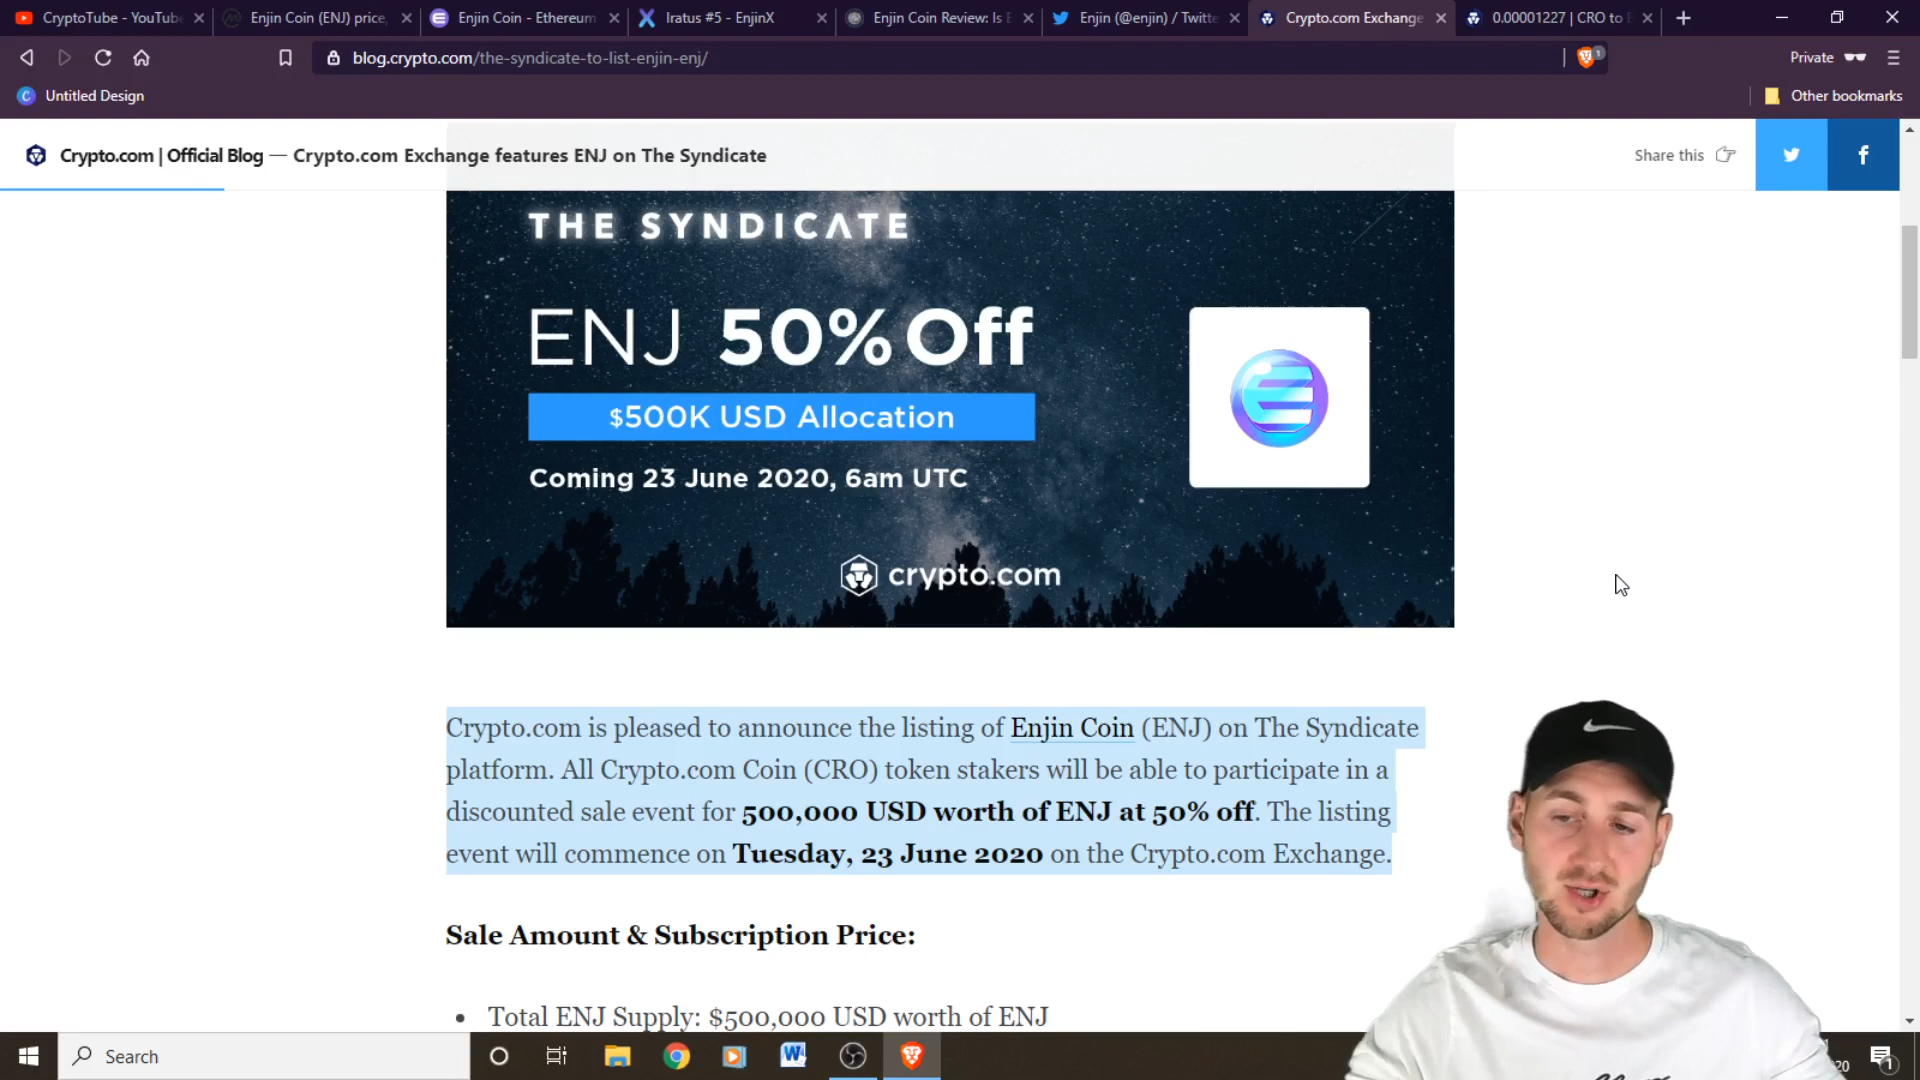 CryptoTube - YouTube
Enjin Coin (ENJ) price,
Enjin Coin - Ethereum
Iratus #5 - EnjinX
Enjin Coin Review: Is E
Enjin (@enjin) / Twitte
Crypto.com Exchange
0.00001227 | CRO to
blog.crypto.com/the-syndicate-to-list-enjin-enj/
1
Private
Untitled Design
Other bookmarks
Crypto.com | Official Blog — Crypto.com Exchange features ENJ on The Syndicate
Share this
THE SYNDICATE
ENJ 50% Off
$500K USD Allocation
Coming 23 June 2020, 6am UTC
crypto.com
Crypto.com is pleased to announce the listing of Enjin Coin (ENJ) on The Syndicate
platform. All Crypto.com Coin (CRO) token stakers will be able to participate in a
discounted sale event for 500,000 USD worth of ENJ at 50% off. The listing
event will commence on Tuesday, 23 June 2020 on the Crypto.com Exchange.
Sale Amount & Subscription Price:
• Total ENJ Supply: $500,000 USD worth of ENJ
Search
1